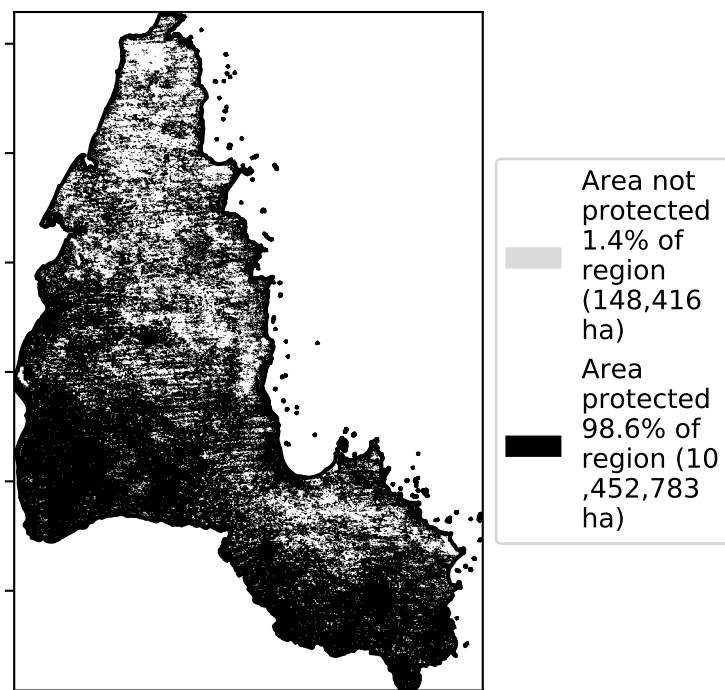 Area not
protected
1.4% of
region
(148,416
ha)
Area
protected
98.6% of
region (10
,452,783
ha)